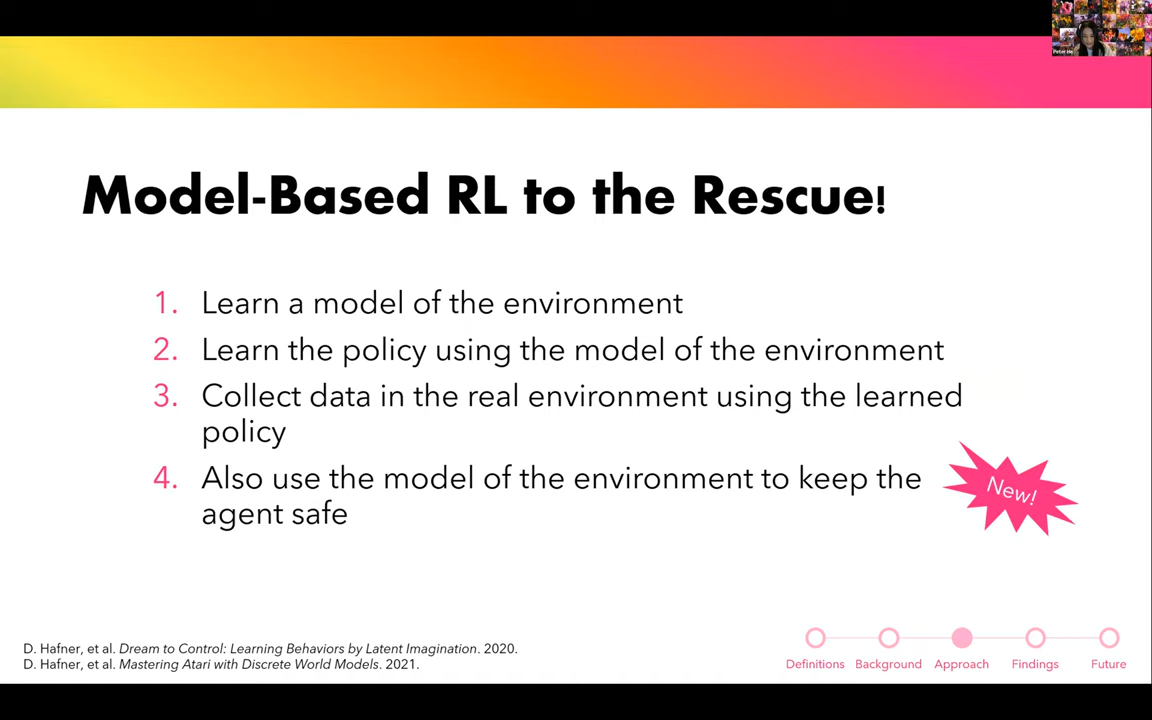 Peter He
Model-Based RL to the Rescue!
1. Learn a model of the environment
2. Learn the policy using the model of the environment
3. Collect data in the real environment using the learned
policy
4. Also use the model of the environment to keep the
agent safe
New!
D. Hafner, et al. Dream to Control: Learning Behaviors by Latent Imagination. 2020.
D. Hafner, et al. Mastering Atari with Discrete World Models. 2021.
Definitions Background Approach Findings Future